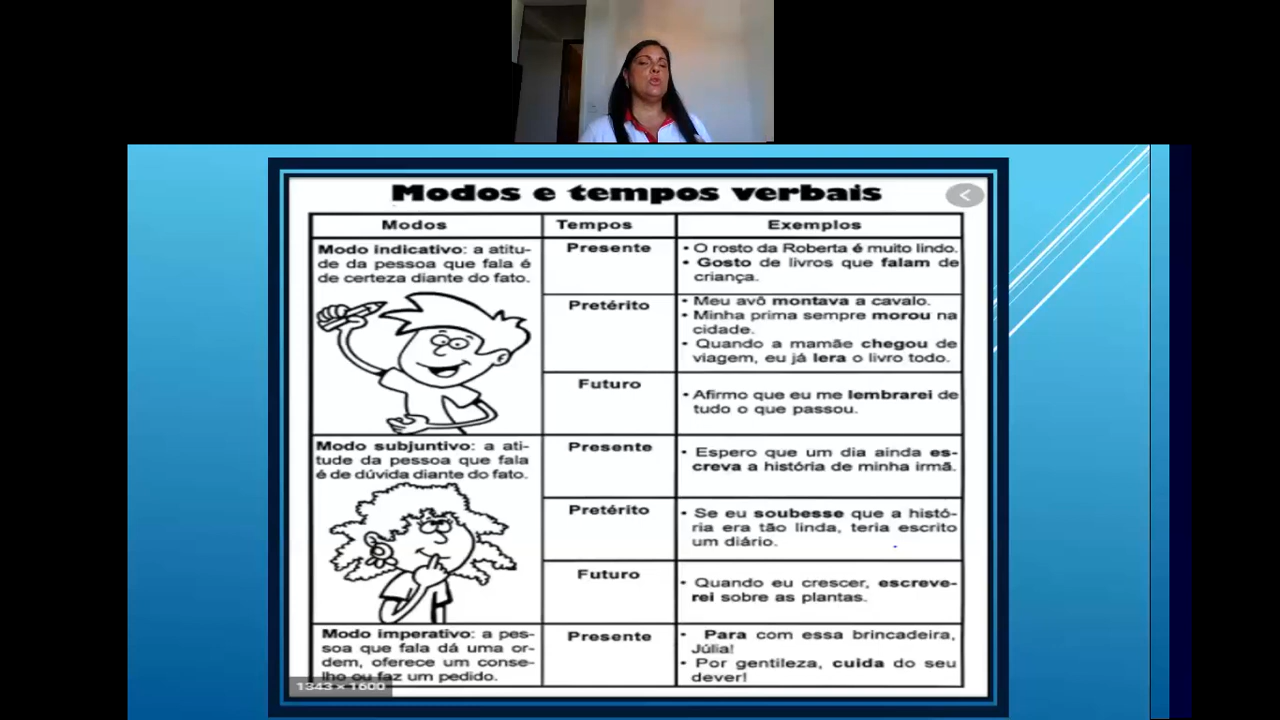 Modos e tempos verbais
Modos
Tempos
Exemplos
Modo indicativo: a atitu-
de da pessoa que fala é
de certeza diante do fato.
Presente
• O rosto da Roberta é muito lindo.
• Gosto de livros que falam de
criança.
Pretérito
• Meu avô montava a cavalo.
• Minha prima sempre morou na
cidade.
• Quando a mamãe chegou de
viagem, eu já lera o livro todo.
Futuro
• Afirmo que eu me lembrarei de
tudo o que passou.
Modo subjuntivo: a ati-
tude da pessoa que fala
é de dúvida diante do fato.
Presente
• Espero que um dia ainda es-
creva a história de minha irmã.
Pretérito
• Se eu soubesse que a histó-
ria era tão linda, teria escrito
um diário.
Futuro
• Quando eu crescer, escreve-
rei sobre as plantas.
Modo imperativo: a pes-
soa que fala dá uma or-
dem, oferece um conse-
lho ou faz um pedido.
Presente
• Para com essa brincadeira,
Júlia!
• Por gentileza, cuida do seu
dever!
1343 × 1600